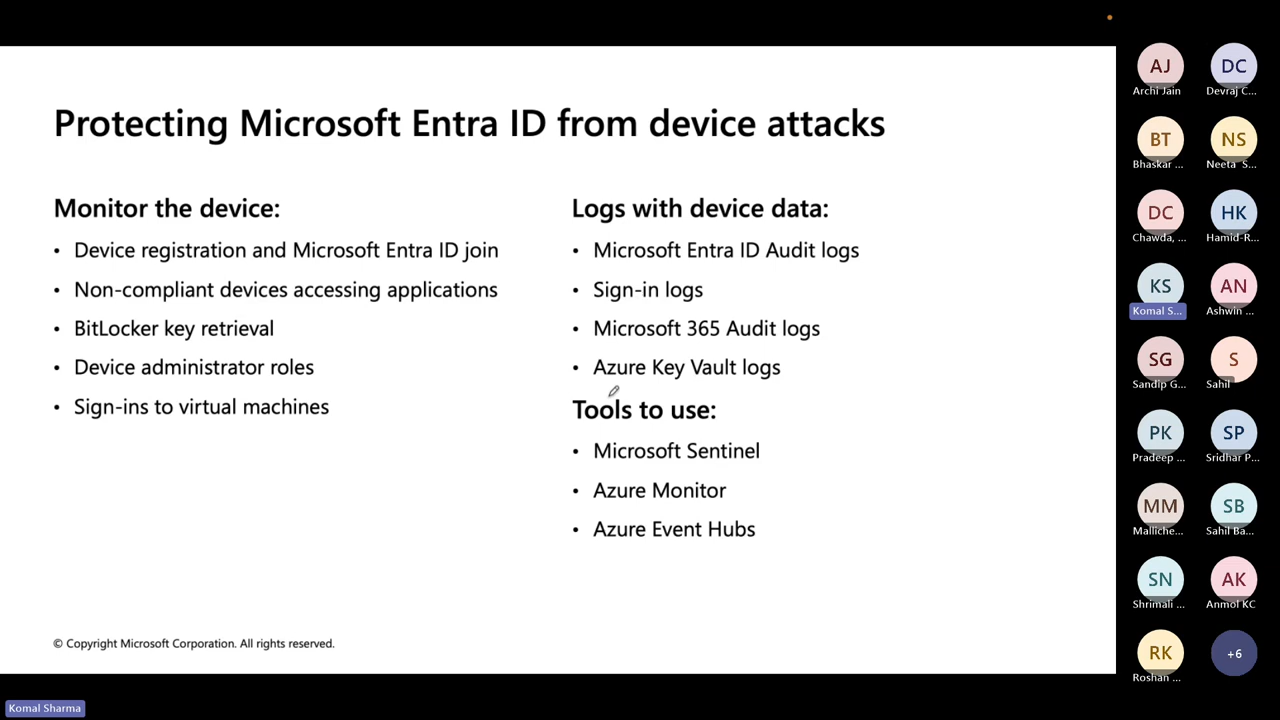 Protecting Microsoft Entra ID from device attacks
Monitor the device:
• Device registration and Microsoft Entra ID join
• Non-compliant devices accessing applications
• BitLocker key retrieval
• Device administrator roles
• Sign-ins to virtual machines
Logs with device data:
• Microsoft Entra ID Audit logs
• Sign-in logs
• Microsoft 365 Audit logs
• Azure Key Vault logs
Tools to use:
• Microsoft Sentinel
• Azure Monitor
• Azure Event Hubs
© Copyright Microsoft Corporation. All rights reserved.
AJ
Archi Jain
DC
Devraj C...
BT
Bhaskar ...
NS
Neeta S...
DC
Chawda, ...
HK
Hamid-R...
KS
Komal S...
AN
Ashwin ...
SG
Sandip G...
S
Sahil
PK
Pradeep ...
SP
Sridhar P...
MM
Malliche...
SB
Sahil Ba...
SN
Shrimali ...
AK
Anmol KC
RK
Roshan ...
+6
Komal Sharma